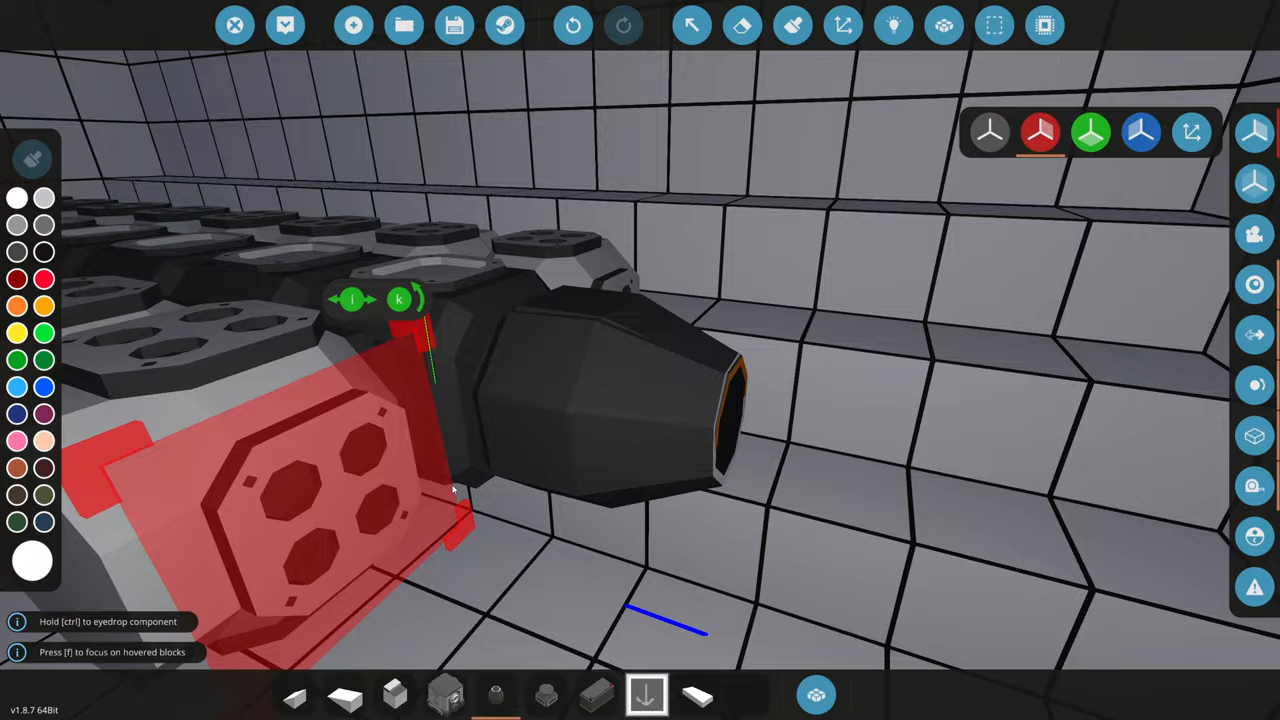 i
k
Hold [ctrl] to eyedrop component
Press [f] to focus on hovered blocks
v1.8.7 64Bit